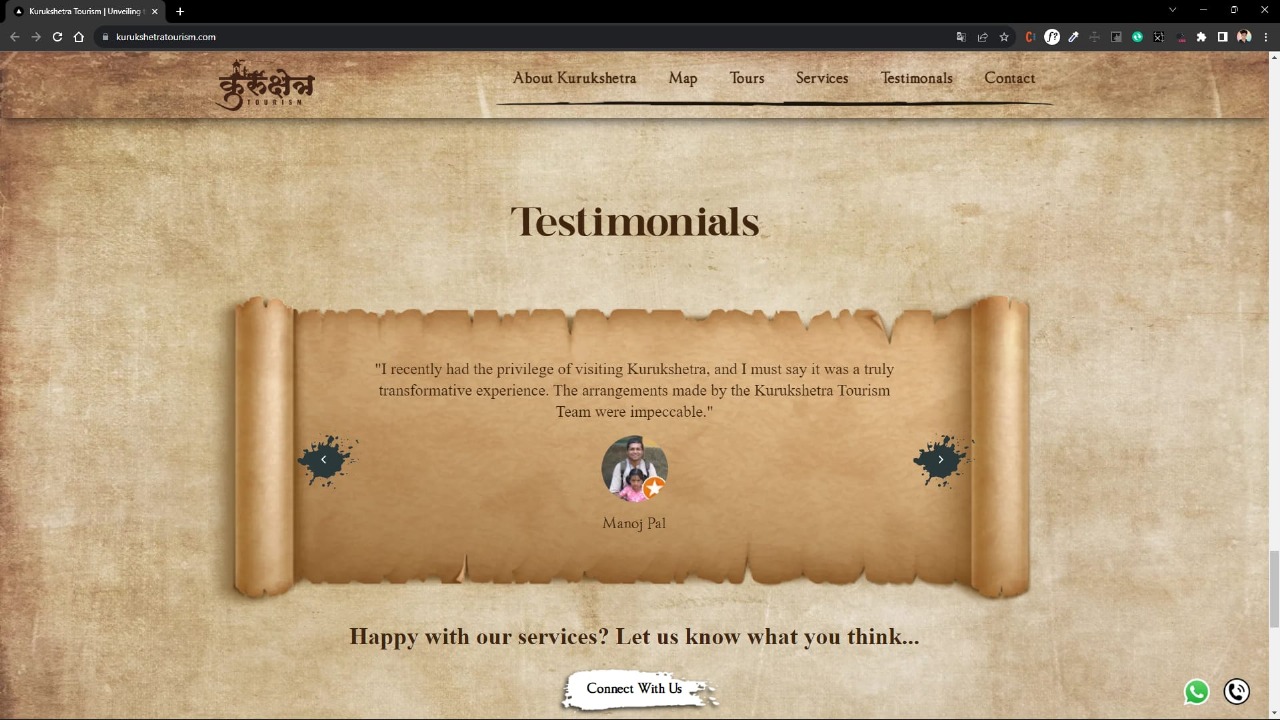 Kurukshetra Tourism | Unveiling
kurukshetratourism.com
कुरुक्षेत्र
TOURISM
About Kurukshetra
Map
Tours
Services
Testimonals
Contact
Testimonials
"I recently had the privilege of visiting Kurukshetra, and I must say it was a truly
transformative experience. The arrangements made by the Kurukshetra Tourism
Team were impeccable."
Manoj Pal
Happy with our services? Let us know what you think...
Connect With Us